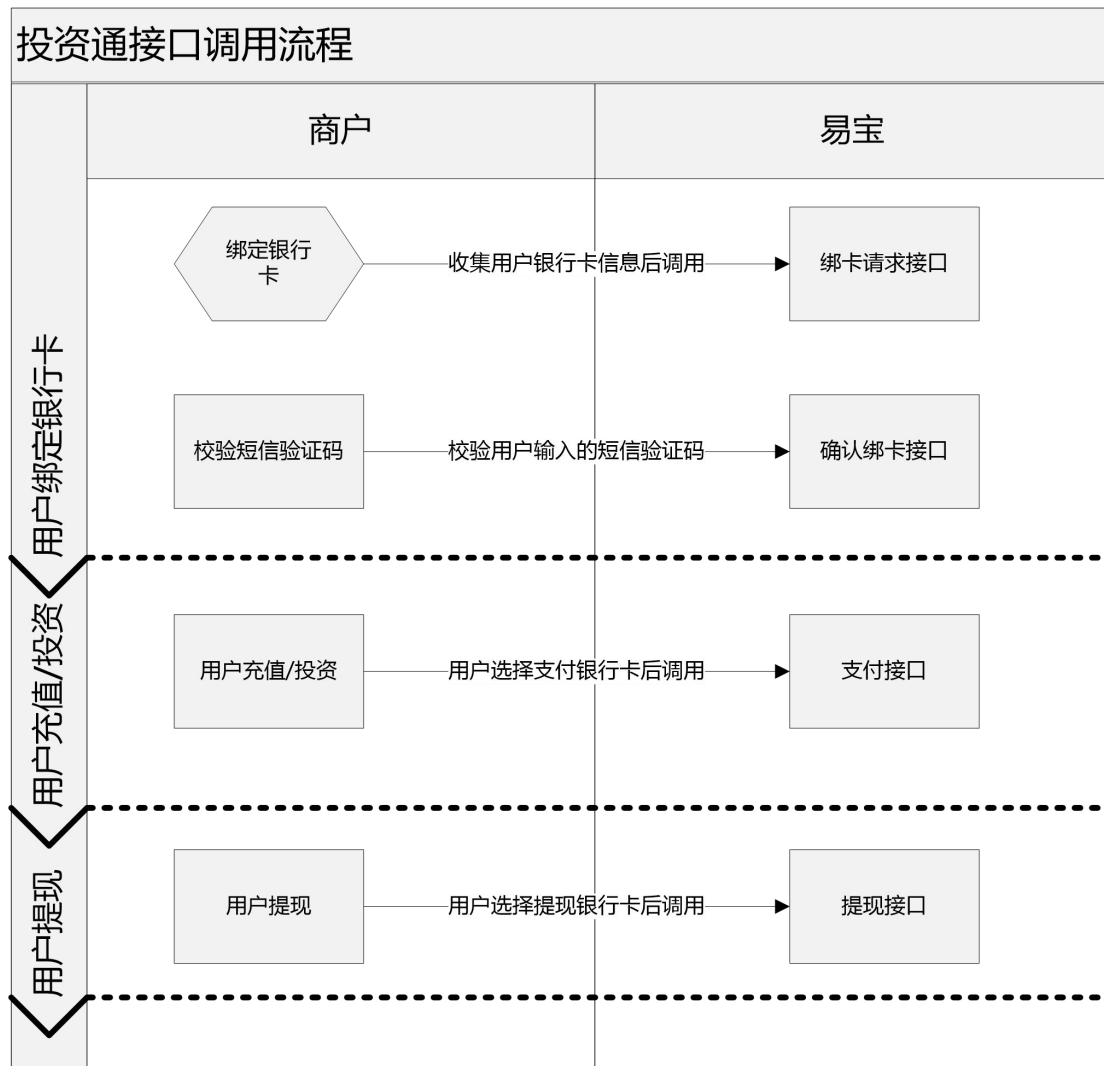 投资通接口调用流程
商户
易宝
用户绑定银行卡
绑定银行
卡
收集用户银行卡信息后调用
绑卡请求接口
校验短信验证码
校验用户输入的短信验证码
确认绑卡接口
用户充值/投资
用户充值/投资
用户选择支付银行卡后调用
支付接口
用户提现
用户提现
用户选择提现银行卡后调用
提现接口